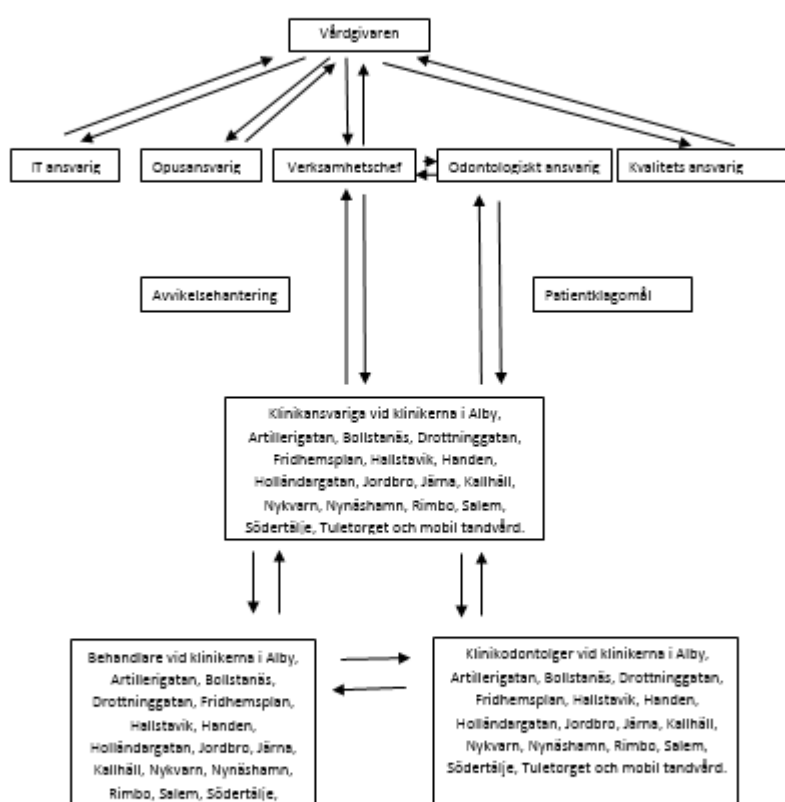 Vårdgivaren
IT ansvarig
Opusansvarig
Verksamhetschef
Odontologiskt ansvarig
Kvalitets ansvarig
Avvikelsehantering
Patientklagomål
Klinikansvariga vid klinikerna i Alby,
Artillerigatan, Bollstanäs, Drottninggatan,
Fridhemsplan, Hallstavik, Handen,
Holländargatan, Jordbro, Järna, Kallhäll,
Nykvarn, Nynäshamn, Rimbo, Salem,
Södertälje, Tuletorget och mobil tandvård.
Behandlare vid klinikerna i Alby,
Artillerigatan, Bollstanäs,
Drottninggatan, Fridhemsplan,
Hallstavik, Handen,
Holländargatan, Jordbro, Järna,
Kallhäll, Nykvarn, Nynäshamn,
Rimbo, Salem, Södertälje,
Klinikodontolger vid klinikerna i Alby,
Artillerigatan, Bollstanäs, Drottninggatan,
Fridhemsplan, Hallstavik, Handen,
Holländargatan, Jordbro, Järna, Kallhäll,
Nykvarn, Nynäshamn, Rimbo, Salem,
Södertälje, Tuletorget och mobil tandvård.